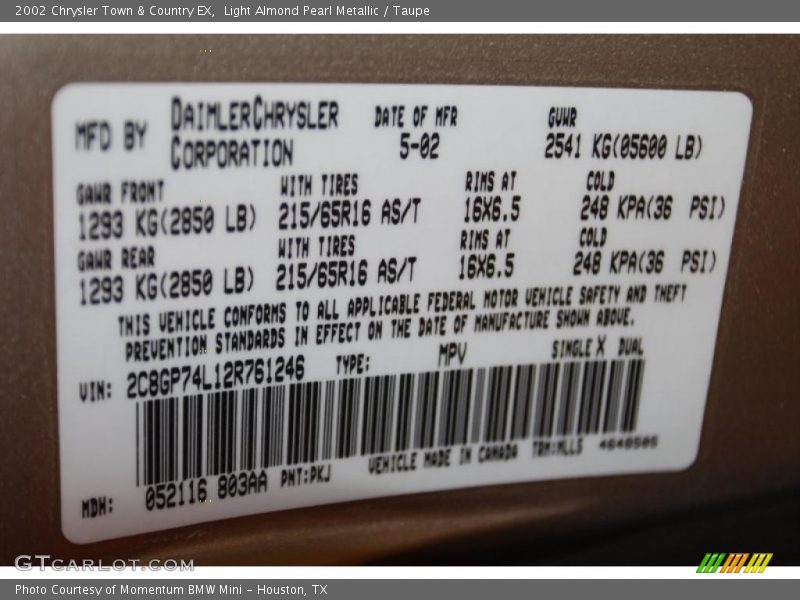 2002 Chrysler Town & Country EX, Light Almond Pearl Metallic / Taupe
MFD BY DAIMLERCHRYSLER CORPORATION DATE OF MFR 5-02 GVWR 2541 KG(05600 LB)
GAWR FRONT WITH TIRES RIMS AT COLD
1293 KG(2850 LB) 215/65R16 AS/T 16X6.5 248 KPA(36 PSI)
GAWR REAR WITH TIRES RIMS AT COLD
1293 KG(2850 LB) 215/65R16 AS/T 16X6.5 248 KPA(36 PSI)
THIS VEHICLE CONFORMS TO ALL APPLICABLE FEDERAL MOTOR VEHICLE SAFETY AND THEFT
PREVENTION STANDARDS IN EFFECT ON THE DATE OF MANUFACTURE SHOWN ABOVE.
VIN: 2C8GP74L12R761246 TYPE: MPV SINGLE X DUAL
MDH: 052116 803AA PNT:PKJ VEHICLE MADE IN CANADA TRM:MLL5
GTCARLOT.COM
Photo Courtesy of Momentum BMW Mini - Houston, TX